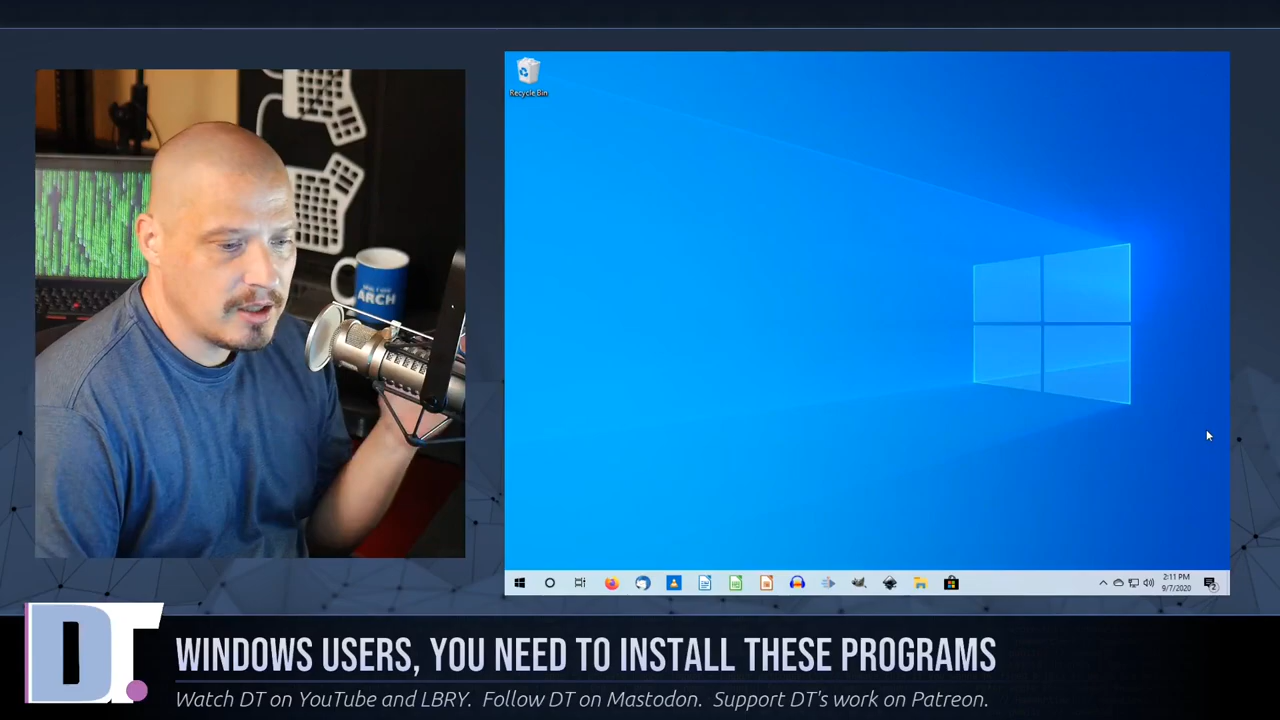 ARCH
Recycle Bin
2:11 PM
9/7/2020
2
DT.
WINDOWS USERS, YOU NEED TO INSTALL THESE PROGRAMS
Watch DT on YouTube and LBRY. Follow DT on Mastodon. Support DT's work on Patreon.